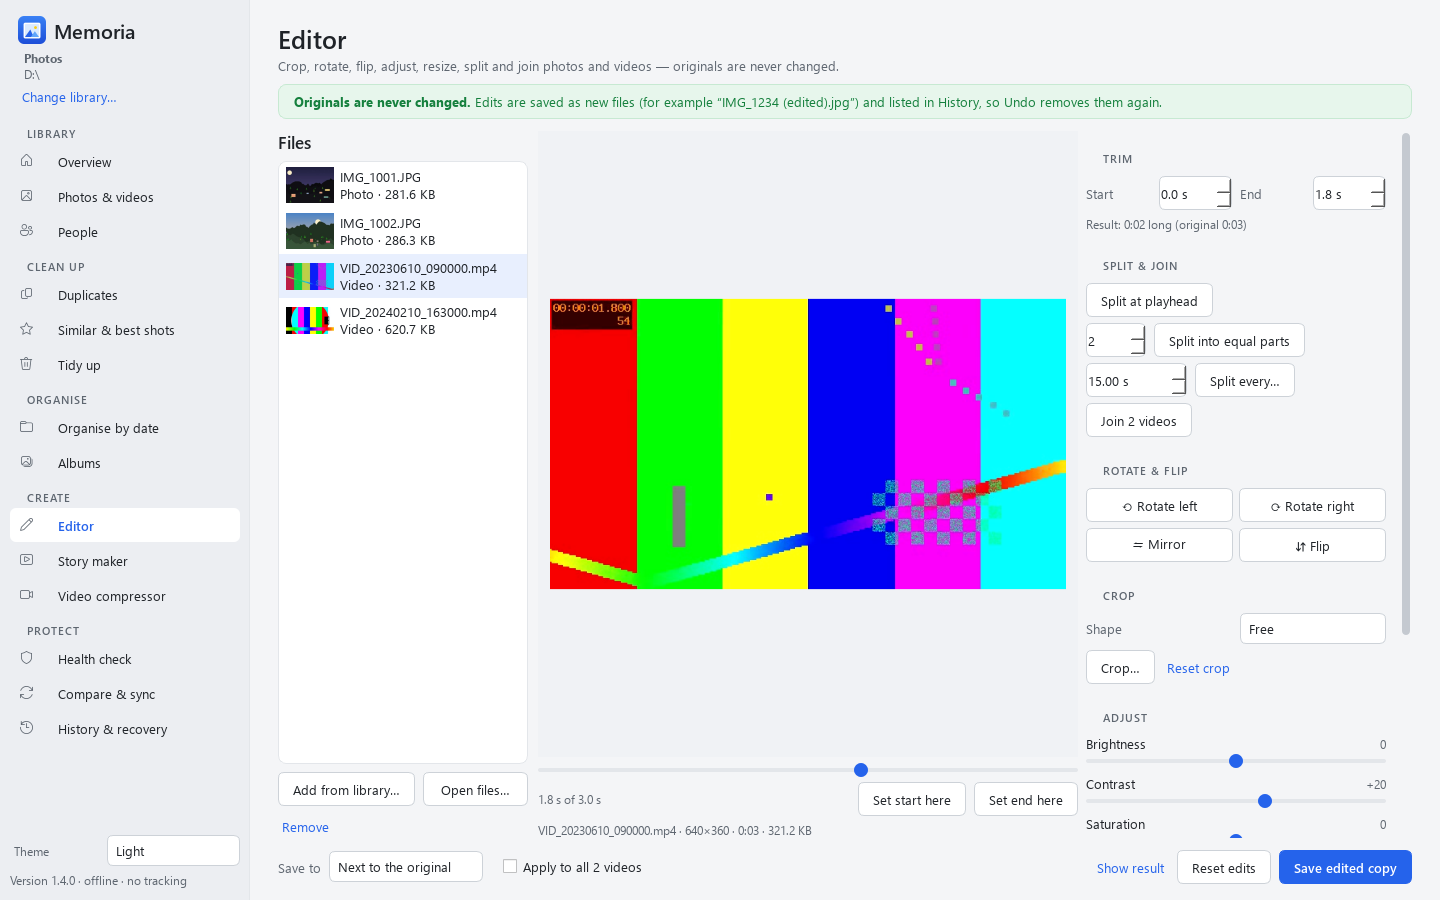 Memoria
Photos
D:\
Change library...
LIBRARY
Overview
Photos & videos
People
CLEAN UP
Duplicates
Similar & best shots
Tidy up
ORGANISE
Organise by date
Albums
CREATE
Editor
Story maker
Video compressor
PROTECT
Health check
Compare & sync
History & recovery
Theme
Light
Version 1.4.0 · offline · no tracking
Editor
Crop, rotate, flip, adjust, resize, split and join photos and videos — originals are never changed.
Originals are never changed. Edits are saved as new files (for example “IMG_1234 (edited).jpg”) and listed in History, so Undo removes them again.
Files
IMG_1001.JPG
Photo · 281.6 KB
IMG_1002.JPG
Photo · 286.3 KB
VID_20230610_090000.mp4
Video · 321.2 KB
VID_20240210_163000.mp4
Video · 620.7 KB
Add from library...
Open files...
Remove
00:00:01.800
54
1.8 s of 3.0 s
Set start here
Set end here
VID_20230610_090000.mp4 · 640×360 · 0:03 · 321.2 KB
TRIM
Start
0.0 s
End
1.8 s
Result: 0:02 long (original 0:03)
SPLIT & JOIN
Split at playhead
2
Split into equal parts
15.00 s
Split every...
Join 2 videos
ROTATE & FLIP
⟲ Rotate left
⟳ Rotate right
⇋ Mirror
⇵ Flip
CROP
Shape
Free
Crop...
Reset crop
ADJUST
Brightness
0
Contrast
+20
Saturation
0
Save to
Next to the original
Apply to all 2 videos
Show result
Reset edits
Save edited copy